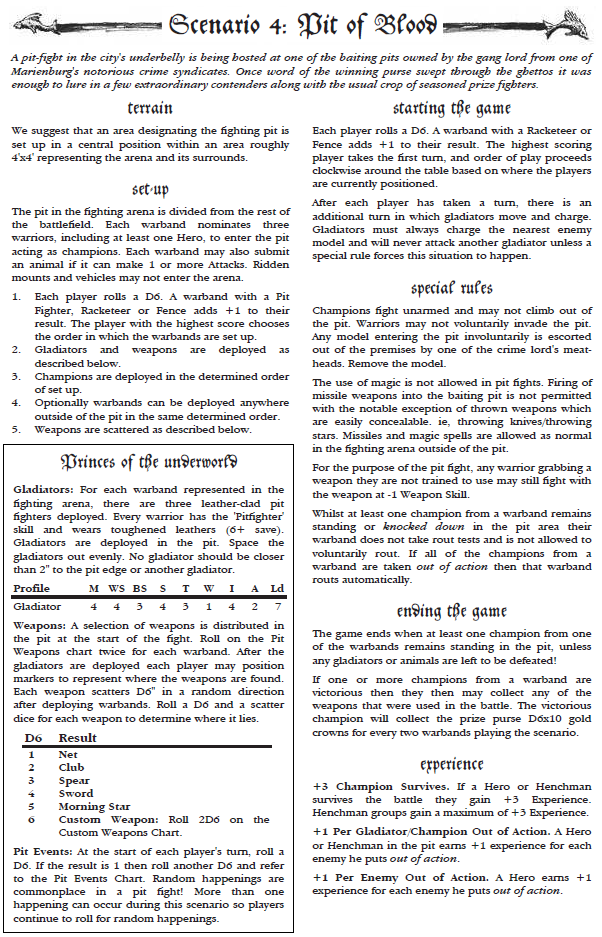 Scenario 4: Pit of Blood
A pit-fight in the city's underbelly is being hosted at one of the baiting pits owned by the gang lord from one of
Marienburg's notorious crime syndicates. Once word of the winning purse swept through the ghettos it was
enough to lure in a few extraordinary contenders along with the usual crop of seasoned prize fighters.
terrain
We suggest that an area designating the fighting pit is
set up in a central position within an area roughly
4'x4' representing the arena and its surrounds.
set-up
The pit in the fighting arena is divided from the rest of
the battlefield. Each warband nominates three
warriors, including at least one Hero, to enter the pit
acting as champions. Each warband may also submit
an animal if it can make 1 or more Attacks. Ridden
mounts and vehicles may not enter the arena.
1. Each player rolls a D6. A warband with a Pit
Fighter, Racketeer or Fence adds +1 to their
result. The player with the highest score chooses
the order in which the warbands are set up.
2. Gladiators and weapons are deployed as
described below.
3. Champions are deployed in the determined order
of set up.
4. Optionally warbands can be deployed anywhere
outside of the pit in the same determined order.
5. Weapons are scattered as described below.
Princes of the underworld
Gladiators: For each warband represented in the
fighting arena, there are three leather-clad pit
fighters deployed. Every warrior has the 'Pitfighter'
skill and wears toughened leathers (6+ save).
Gladiators are deployed in the pit. Space the
gladiators out evenly. No gladiator should be closer
than 2" to the pit edge or another gladiator.
Profile M WS BS S T W I A Ld
Gladiator 4 4 3 4 3 1 4 2 7
Weapons: A selection of weapons is distributed in
the pit at the start of the fight. Roll on the Pit
Weapons chart twice for each warband. After the
gladiators are deployed each player may position
markers to represent where the weapons are found.
Each weapon scatters D6" in a random direction
after deploying warbands. Roll a D6 and a scatter
dice for each weapon to determine where it lies.
D6 Result
1 Net
2 Club
3 Spear
4 Sword
5 Morning Star
6 Custom Weapon: Roll 2D6 on the
Custom Weapons Chart.
Pit Events: At the start of each player's turn, roll a
D6. If the result is 1 then roll another D6 and refer
to the Pit Events Chart. Random happenings are
commonplace in a pit fight! More than one
happening can occur during this scenario so players
continue to roll for random happenings.
starting the game
Each player rolls a D6. A warband with a Racketeer or
Fence adds +1 to their result. The highest scoring
player takes the first turn, and order of play proceeds
clockwise around the table based on where the players
are currently positioned.
After each player has taken a turn, there is an
additional turn in which gladiators move and charge.
Gladiators must always charge the nearest enemy
model and will never attack another gladiator unless a
special rule forces this situation to happen.
special rules
Champions fight unarmed and may not climb out of
the pit. Warriors may not voluntarily invade the pit.
Any model entering the pit involuntarily is escorted
out of the premises by one of the crime lord's meat-
heads. Remove the model.
The use of magic is not allowed in pit fights. Firing of
missile weapons into the baiting pit is not permitted
with the notable exception of thrown weapons which
are easily concealable. ie, throwing knives/throwing
stars. Missiles and magic spells are allowed as normal
in the fighting arena outside of the pit.
For the purpose of the pit fight, any warrior grabbing a
weapon they are not trained to use may still fight with
the weapon at -1 Weapon Skill.
Whilst at least one champion from a warband remains
standing or knocked down in the pit area their
warband does not take rout tests and is not allowed to
voluntarily rout. If all of the champions from a
warband are taken out of action then that warband
routs automatically.
ending the game
The game ends when at least one champion from one
of the warbands remains standing in the pit, unless
any gladiators or animals are left to be defeated!
If one or more champions from a warband are
victorious then they then may collect any of the
weapons that were used in the battle. The victorious
champion will collect the prize purse D6x10 gold
crowns for every two warbands playing the scenario.
experience
+3 Champion Survives. If a Hero or Henchman
survives the battle they gain +3 Experience.
Henchman groups gain a maximum of +3 Experience.
+1 Per Gladiator/Champion Out of Action. A Hero
or Henchman in the pit earns +1 experience for each
enemy he puts out of action.
+1 Per Enemy Out of Action. A Hero earns +1
experience for each enemy he puts out of action.